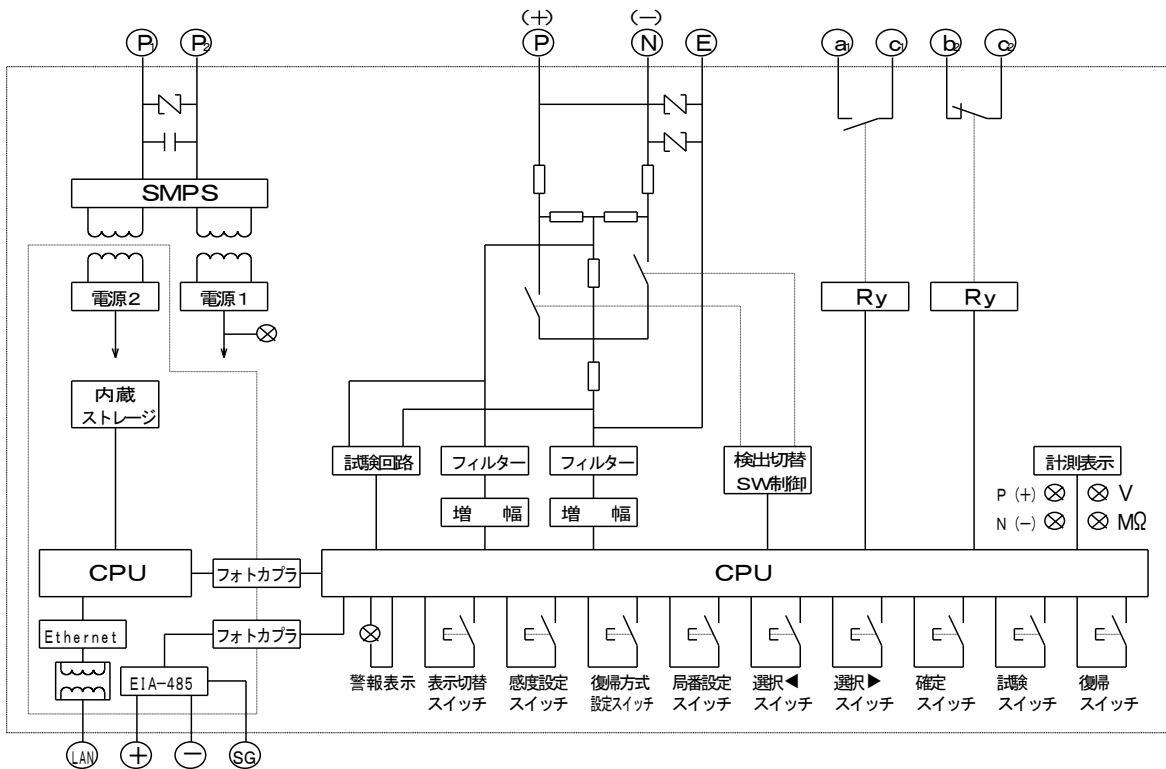 (+) (−)
P₁ P₂ P N E a₁ c₁ b₂ c₂
SMPS
電源2 電源1
Ry Ry
内蔵
ストレージ
試験回路 フィルター フィルター
検出切替
SW制御
計測表示
P (+) V
N (−) MΩ
増 幅 増 幅
CPU フォトカプラ CPU
Ethernet フォトカプラ
EIA-485
警報表示
表示切替
スイッチ
感度設定
スイッチ
復帰方式
設定スイッチ
局番設定
スイッチ
選択◀
スイッチ
選択▶
スイッチ
確定
スイッチ
試験
スイッチ
復帰
スイッチ
LAN + − SG